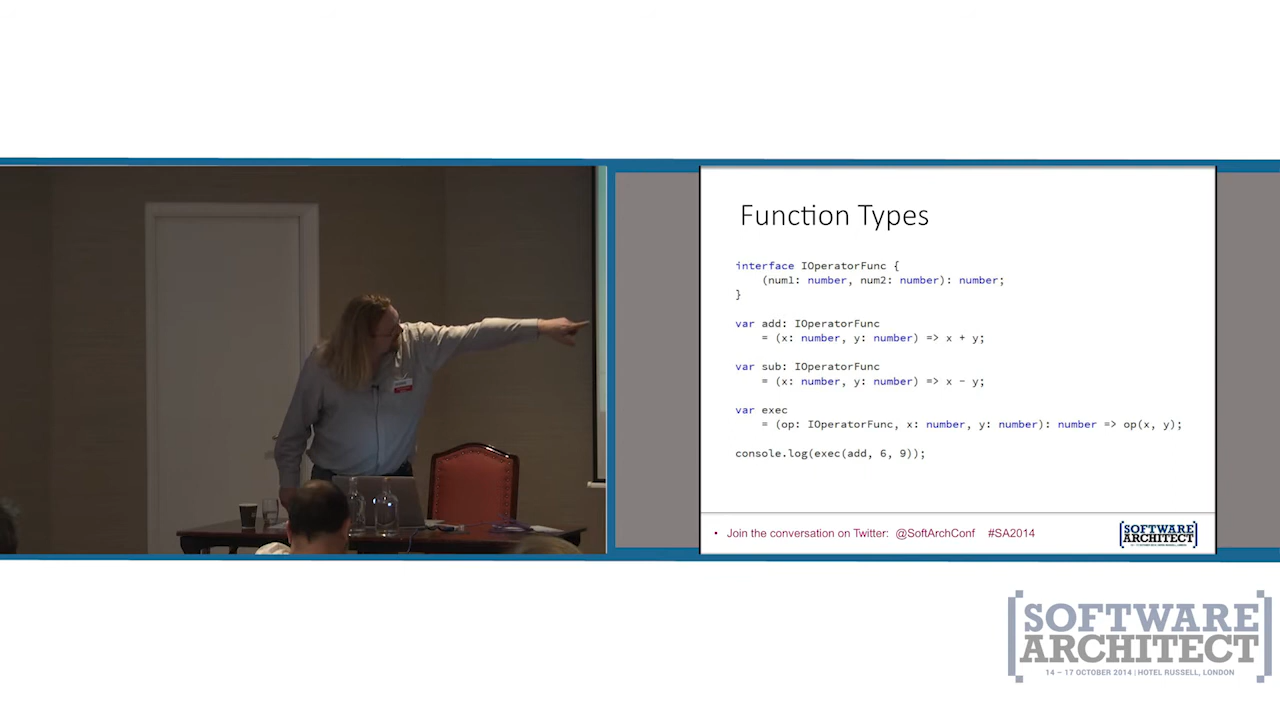 Function Types
interface IOperatorFunc {
(num1: number, num2: number): number;
}
var add: IOperatorFunc
= (x: number, y: number) => x + y;
var sub: IOperatorFunc
= (x: number, y: number) => x - y;
var exec
= (op: IOperatorFunc, x: number, y: number): number => op(x, y);
console.log(exec(add, 6, 9));
• Join the conversation on Twitter: @SoftArchConf #SA2014
[SOFTWARE
ARCHITECT]
[SOFTWARE
ARCHITECT]
14 – 17 OCTOBER 2014 | HOTEL RUSSELL, LONDON